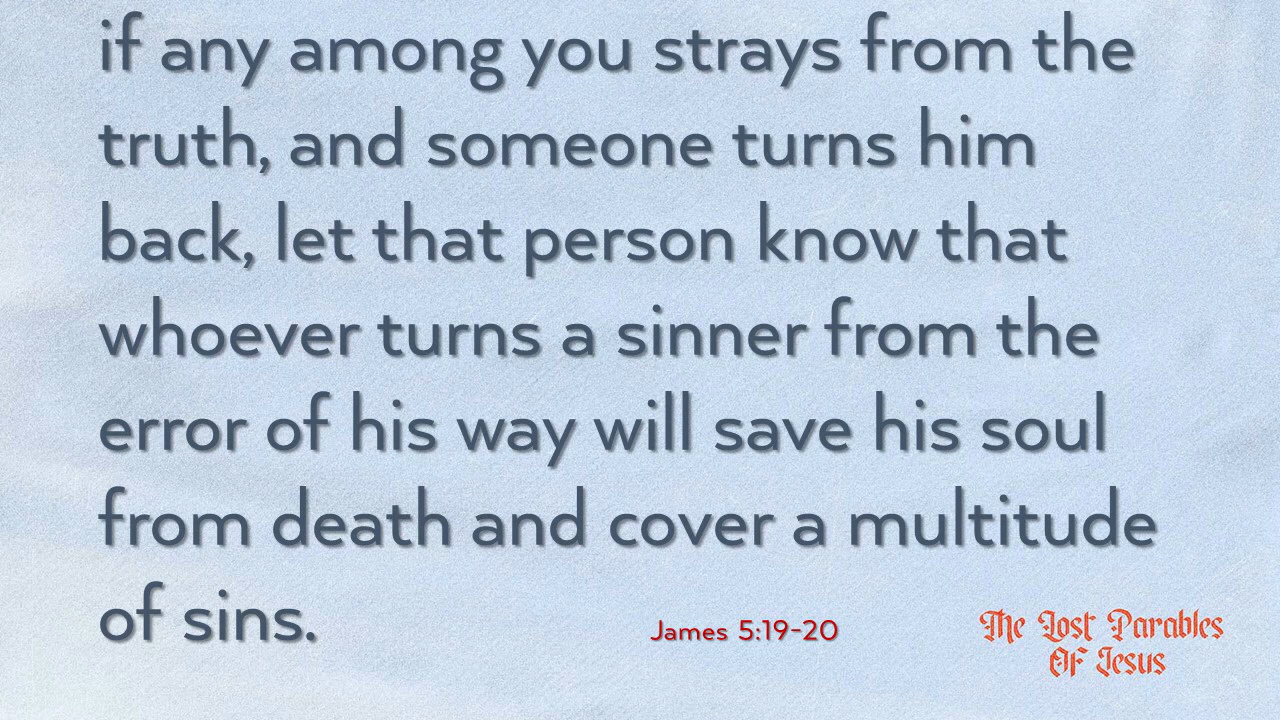 if any among you strays from the
truth, and someone turns him
back, let that person know that
whoever turns a sinner from the
error of his way will save his soul
from death and cover a multitude
of sins.
James 5:19-20
The Lost Parables
Of Jesus